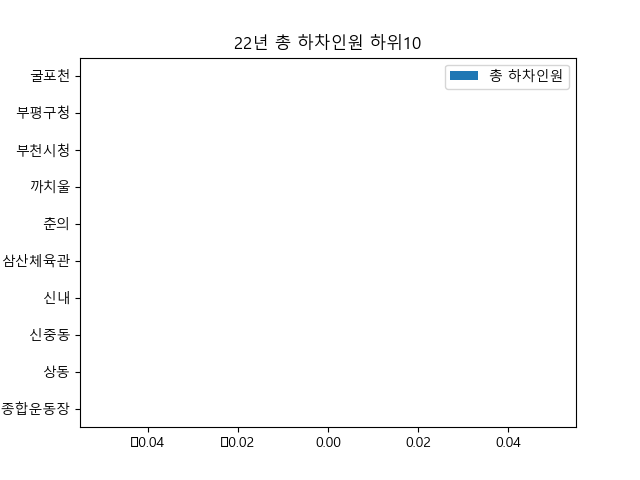 22년 총 하차인원 하위10
총 하차인원
굴포천
부평구청
부천시청
까치울
춘의
삼산체육관
신내
신중동
상동
종합운동장
□0.04 □0.02 0.00 0.02 0.04